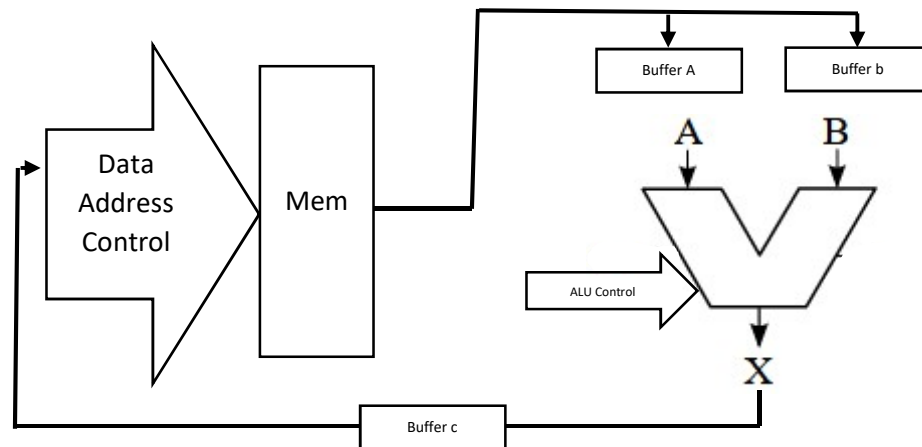 Buffer A
Buffer b
A
B
Data
Address
Control
Mem
ALU Control
X
Buffer c